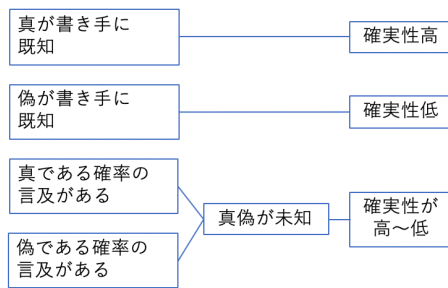 真が書き手に
既知
確実性高
偽が書き手に
既知
確実性低
真である確率の
言及がある
真偽が未知
確実性が
高～低
偽である確率の
言及がある